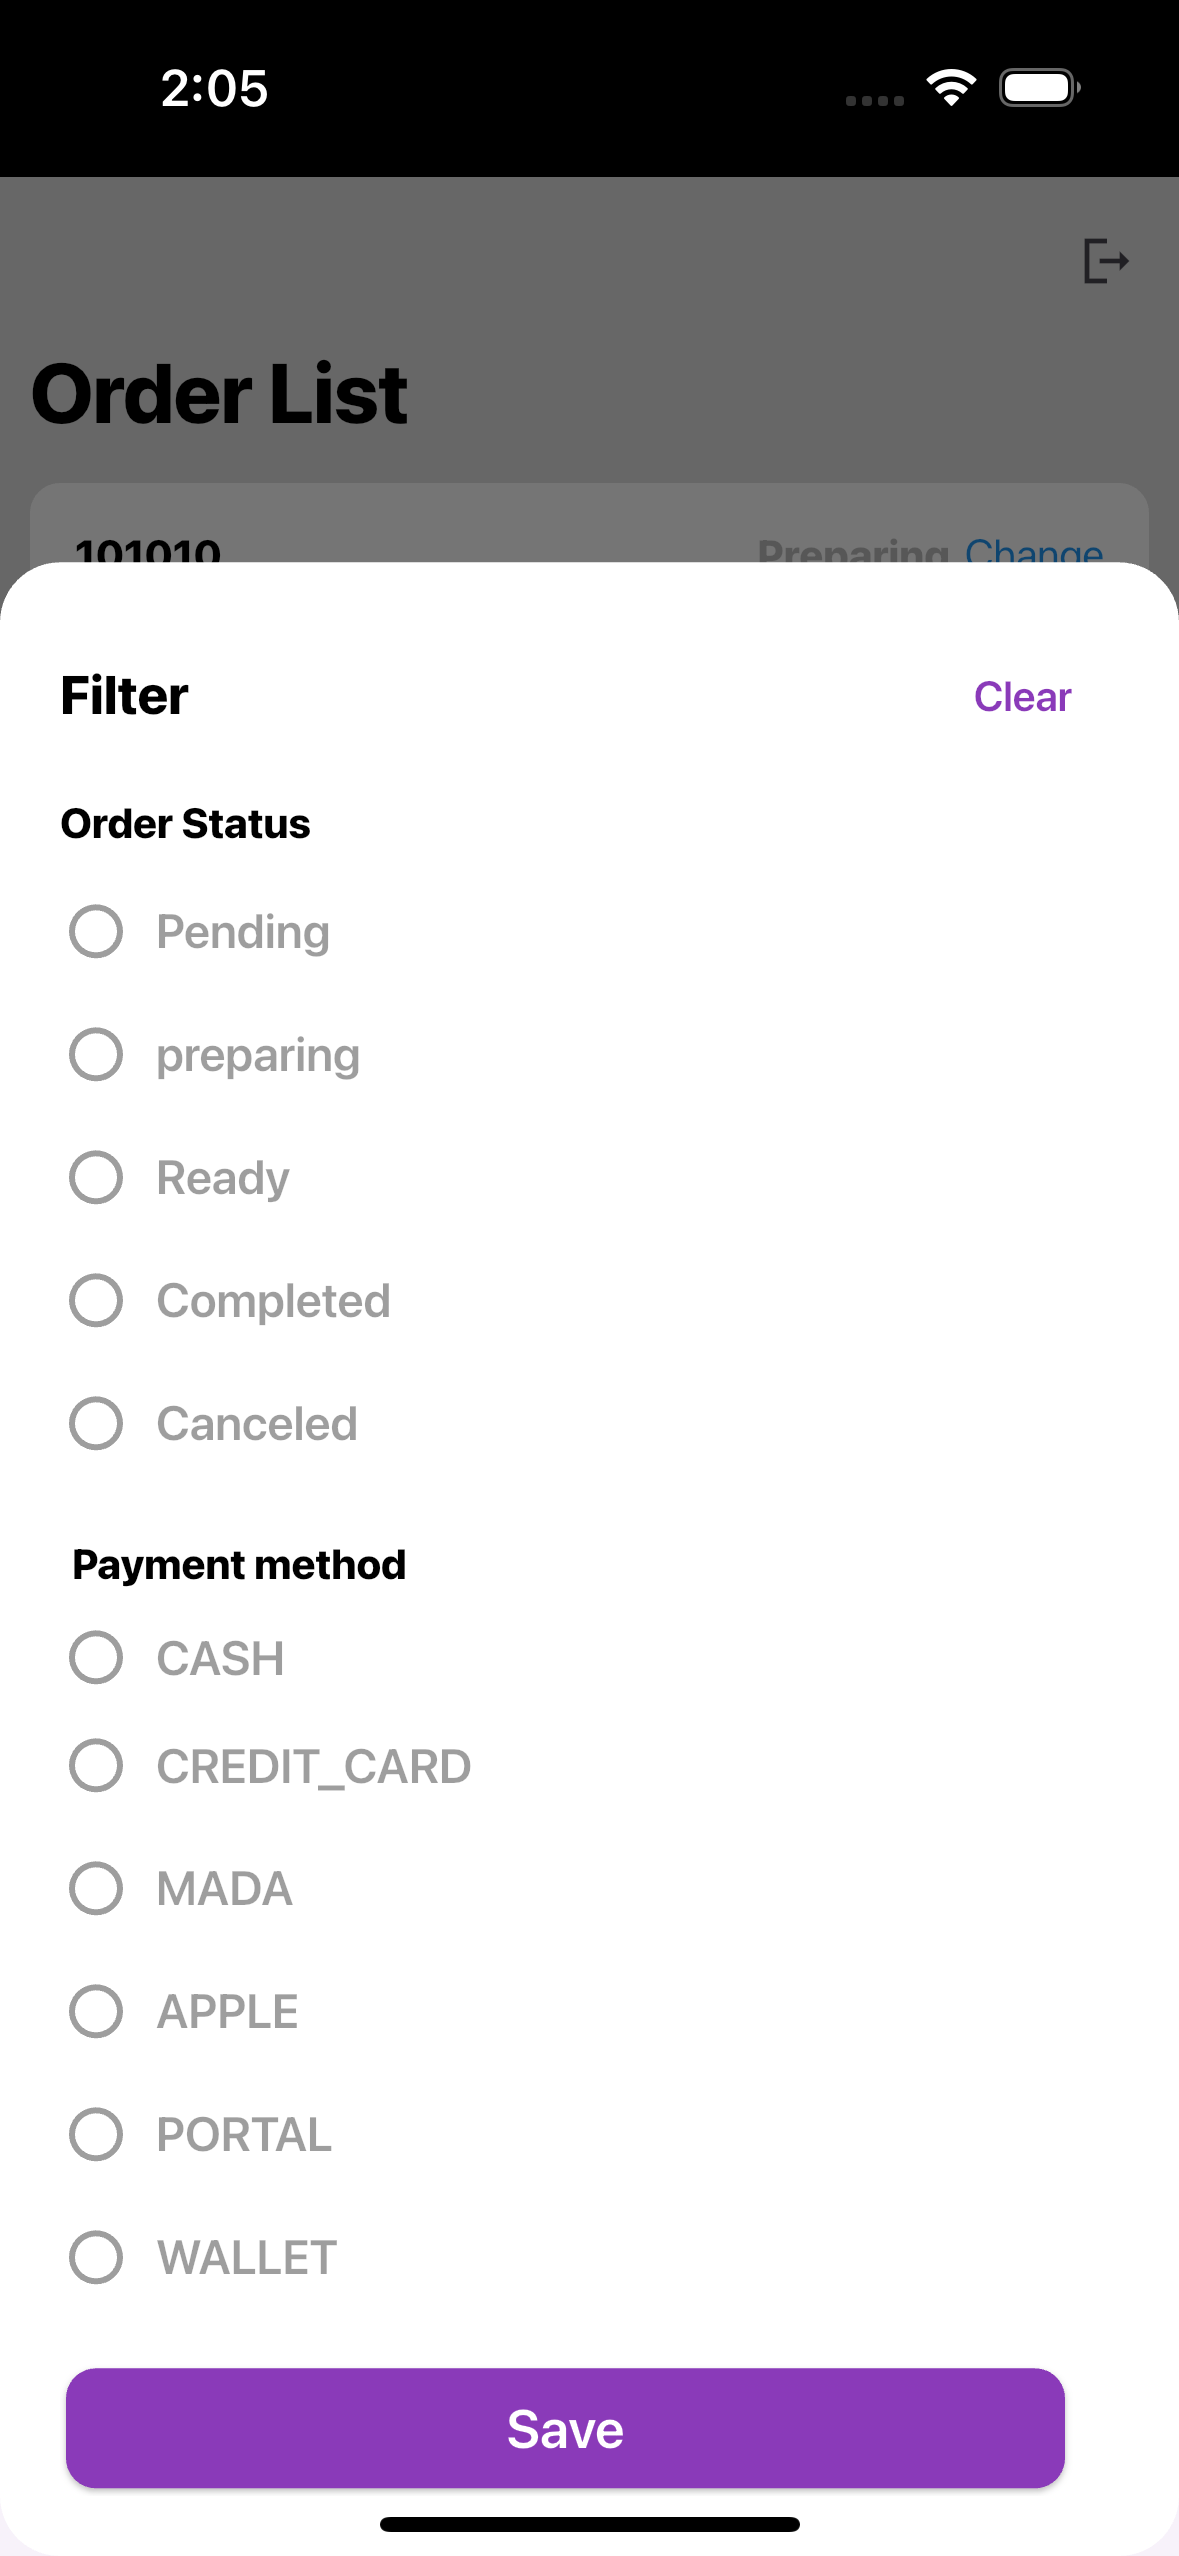 2:05
Order List
101010 Preparing Change
Filter Clear
Order Status
Pending
preparing
Ready
Completed
Canceled
Payment method
CASH
CREDIT_CARD
MADA
APPLE
PORTAL
WALLET
Save